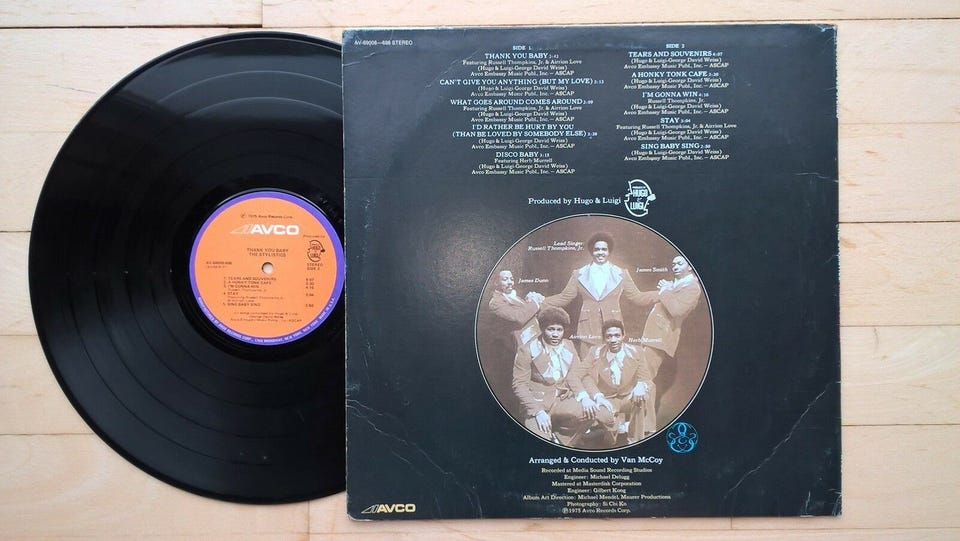 AVCO
THANK YOU BABY
THE STYLISTICS
STEREO
SIDE 2
1. TEARS AND SOUVENIRS
2. A HONKY TONK CAFE
3. I'M GONNA WIN
4. STAY
5. SING BABY SING
AV-69008—698 STEREO
SIDE 1
THANK YOU BABY
Featuring Russell Thompkins, Jr. & Airrion Love
(Hugo & Luigi-George David Weiss)
Avco Embassy Music Publ., Inc. — ASCAP
CAN'T GIVE YOU ANYTHING (BUT MY LOVE) 3:13
(Hugo & Luigi-George David Weiss)
Avco Embassy Music Publ., Inc. — ASCAP
WHAT GOES AROUND COMES AROUND
Featuring Russell Thompkins, Jr. & Airrion Love
(Hugo & Luigi-George David Weiss)
Avco Embassy Music Publ., Inc. — ASCAP
I'D RATHER BE HURT BY YOU
(THAN BE LOVED BY SOMEBODY ELSE)
(Hugo & Luigi-George David Weiss)
Avco Embassy Music Publ., Inc. — ASCAP
DISCO BABY
Featuring Herb Murrell
(Hugo & Luigi-George David Weiss)
Avco Embassy Music Publ., Inc. — ASCAP
SIDE 2
TEARS AND SOUVENIRS
(Hugo & Luigi-George David Weiss)
Avco Embassy Music Publ., Inc. — ASCAP
A HONKY TONK CAFE
(Hugo & Luigi-George David Weiss)
Avco Embassy Music Publ., Inc. — ASCAP
I'M GONNA WIN
Russell Thompkins, Jr.
(Hugo & Luigi-George David Weiss)
Avco Embassy Music Publ., Inc. — ASCAP
STAY
Featuring Russell Thompkins, Jr. & Airrion Love
(Hugo & Luigi-George David Weiss)
Avco Embassy Music Publ., Inc. — ASCAP
SING BABY SING
(Hugo & Luigi-George David Weiss)
Avco Embassy Music Publ., Inc. — ASCAP
Produced by Hugo & Luigi
HUGO
&
LUIGI
Lead Singer:
Russell Thompkins, Jr.
James Dunn
James Smith
Airrion Love
Herb Murrell
Arranged & Conducted by Van McCoy
Recorded at Media Sound Recording Studios
Engineer: Michael Delugg
Mastered at Masterdisk Corporation
Engineer: Gilbert Kong
Album Art Direction: Michael Mendel, Maurer Productions
Photography: Si Chi Ko
℗1975 Avco Records Corp.
AVCO